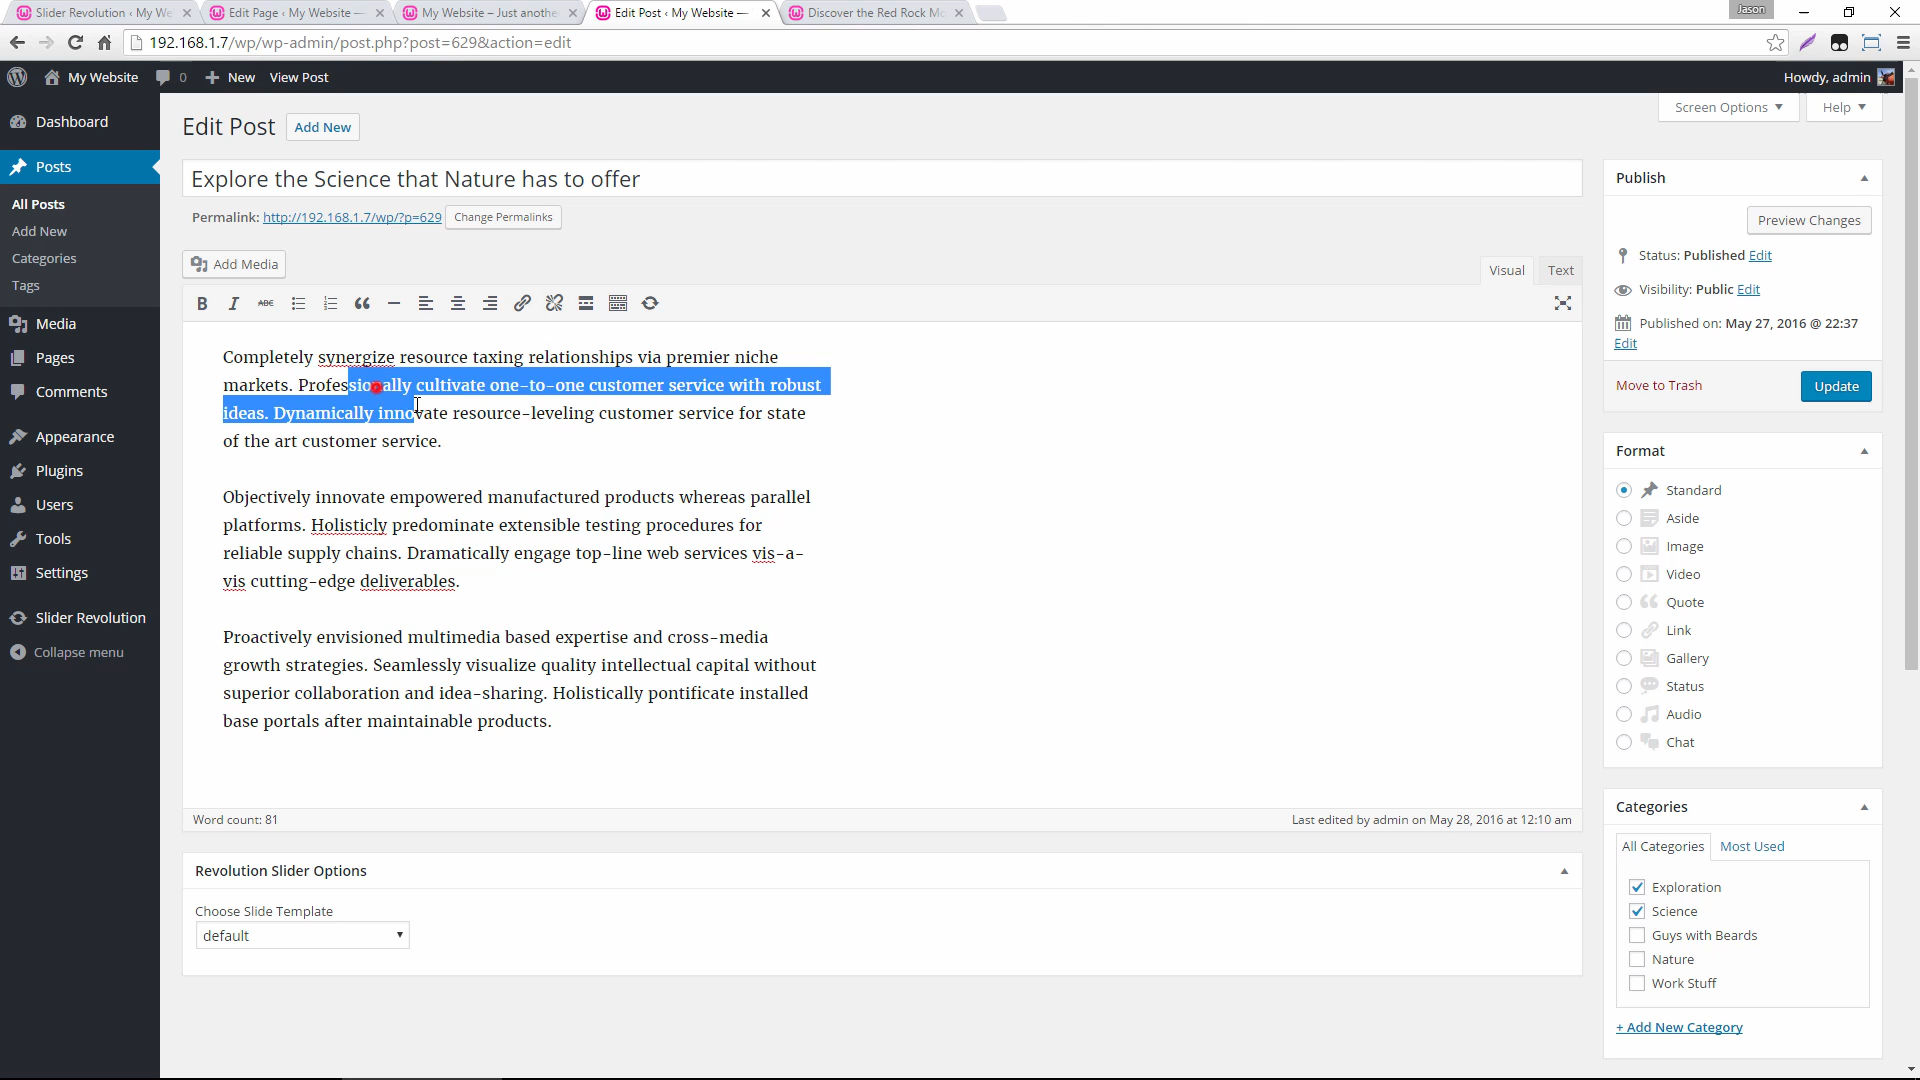 Slider Revolution ‹ My We
Edit Page ‹ My Website —
My Website – Just anothe
Edit Post ‹ My Website —
Discover the Red Rock Mo
Jason
192.168.1.7/wp/wp-admin/post.php?post=629&action=edit
My Website 0 New View Post
Howdy, admin
Dashboard
Posts
All Posts
Add New
Categories
Tags
Media
Pages
Comments
Appearance
Plugins
Users
Tools
Settings
Slider Revolution
Collapse menu
Screen Options
Help
Edit Post Add New
Explore the Science that Nature has to offer
Permalink: http://192.168.1.7/wp/?p=629 Change Permalinks
Add Media
Visual Text
B I ABC
Completely synergize resource taxing relationships via premier niche
markets. Professionally cultivate one-to-one customer service with robust
ideas. Dynamically innovate resource-leveling customer service for state
of the art customer service.
Objectively innovate empowered manufactured products whereas parallel
platforms. Holisticly predominate extensible testing procedures for
reliable supply chains. Dramatically engage top-line web services vis-a-
vis cutting-edge deliverables.
Proactively envisioned multimedia based expertise and cross-media
growth strategies. Seamlessly visualize quality intellectual capital without
superior collaboration and idea-sharing. Holistically pontificate installed
base portals after maintainable products.
Word count: 81
Last edited by admin on May 28, 2016 at 12:10 am
Revolution Slider Options
Choose Slide Template
default
Publish
Preview Changes
Status: Published Edit
Visibility: Public Edit
Published on: May 27, 2016 @ 22:37
Edit
Move to Trash
Update
Format
Standard
Aside
Image
Video
Quote
Link
Gallery
Status
Audio
Chat
Categories
All Categories Most Used
Exploration
Science
Guys with Beards
Nature
Work Stuff
+ Add New Category